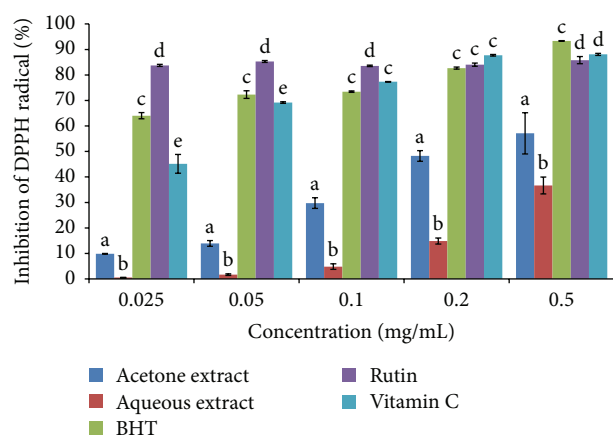 Inhibition of DPPH radical (%)
100
90
80
70
60
50
40
30
20
10
0
a b c d e
a b c d e
a b c d c
a b c c c
a b c d d
0.025 0.05 0.1 0.2 0.5
Concentration (mg/mL)
Acetone extract
Aqueous extract
BHT
Rutin
Vitamin C